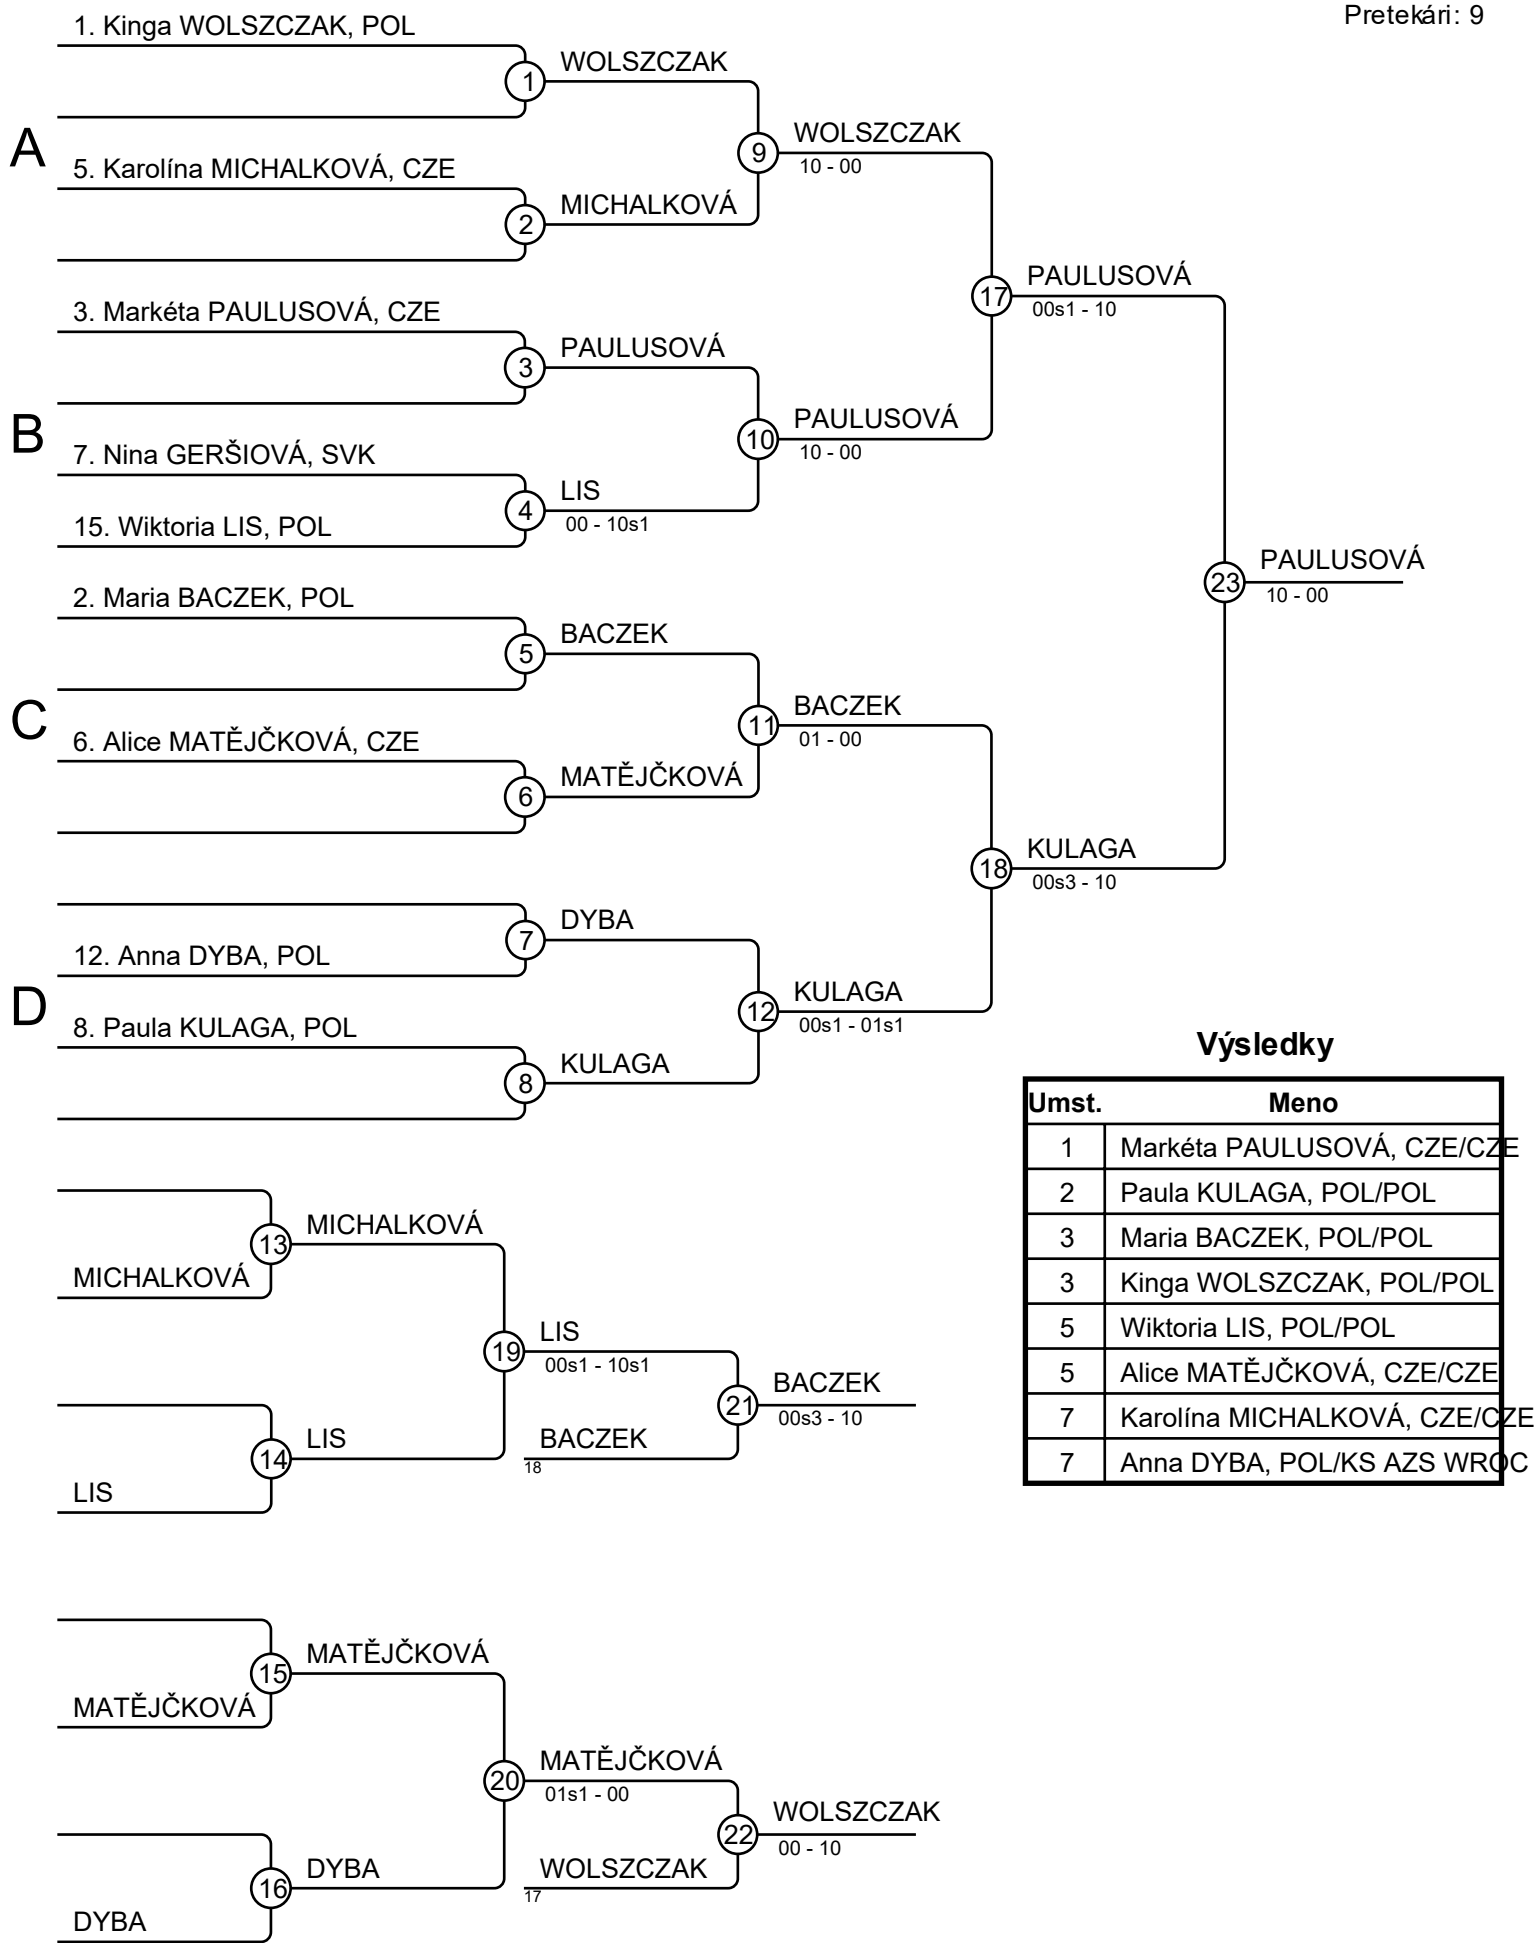 Pretekári: 9
1. Kinga WOLSZCZAK, POL
1
WOLSZCZAK
A
5. Karolína MICHALKOVÁ, CZE
2
MICHALKOVÁ
9
WOLSZCZAK
10 - 00
3. Markéta PAULUSOVÁ, CZE
3
PAULUSOVÁ
B
7. Nina GERŠIOVÁ, SVK
15. Wiktoria LIS, POL
4
LIS
00 - 10s1
10
PAULUSOVÁ
10 - 00
17
PAULUSOVÁ
00s1 - 10
2. Maria BACZEK, POL
5
BACZEK
C
6. Alice MATĚJČKOVÁ, CZE
6
MATĚJČKOVÁ
11
BACZEK
01 - 00
12. Anna DYBA, POL
7
DYBA
D
8. Paula KULAGA, POL
8
KULAGA
12
KULAGA
00s1 - 01s1
18
KULAGA
00s3 - 10
23
PAULUSOVÁ
10 - 00
MICHALKOVÁ
13
MICHALKOVÁ
LIS
14
LIS
19
LIS
00s1 - 10s1
BACZEK
18
21
BACZEK
00s3 - 10
MATĚJČKOVÁ
15
MATĚJČKOVÁ
DYBA
16
DYBA
20
MATĚJČKOVÁ
01s1 - 00
WOLSZCZAK
17
22
WOLSZCZAK
00 - 10
Výsledky
Umst. Meno
1 Markéta PAULUSOVÁ, CZE/CZE
2 Paula KULAGA, POL/POL
3 Maria BACZEK, POL/POL
3 Kinga WOLSZCZAK, POL/POL
5 Wiktoria LIS, POL/POL
5 Alice MATĚJČKOVÁ, CZE/CZE
7 Karolína MICHALKOVÁ, CZE/CZE
7 Anna DYBA, POL/KS AZS WROC